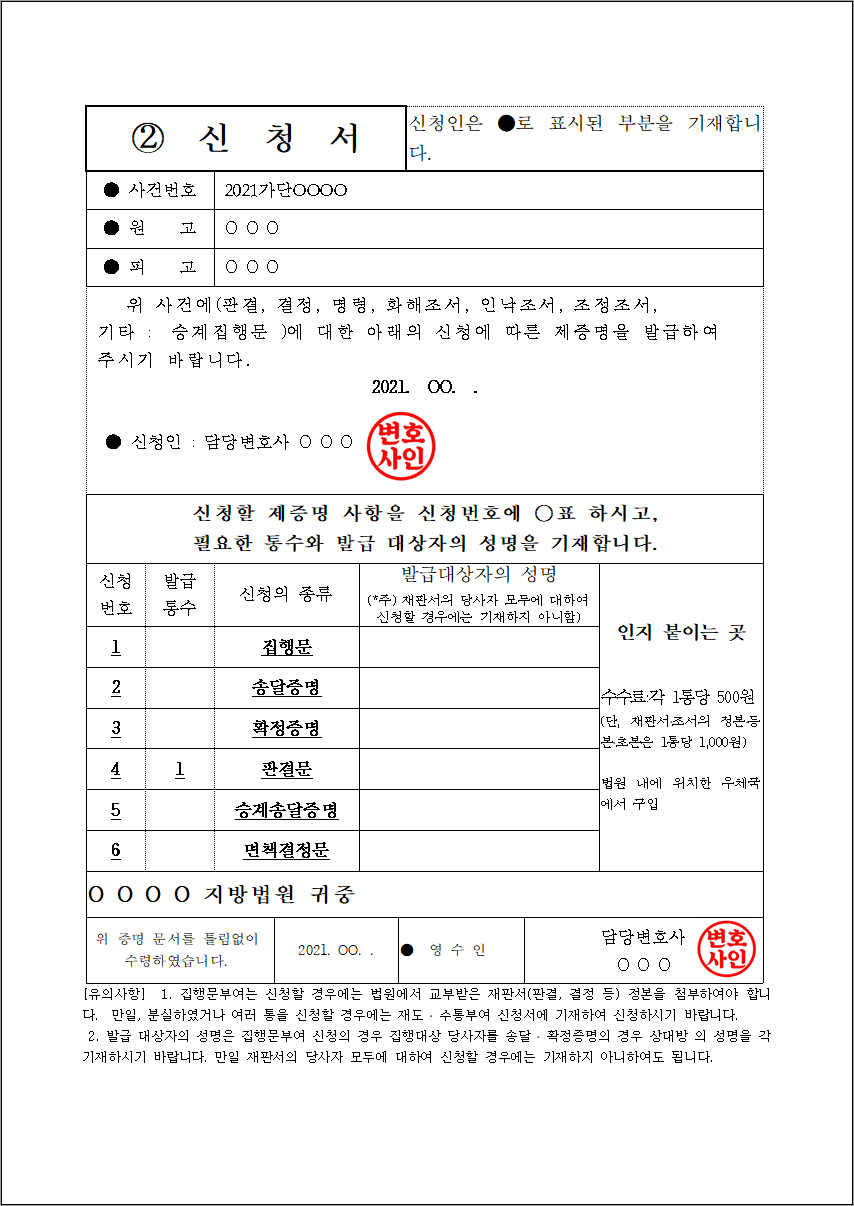 ② 신 청 서
신청인은 ●로 표시된 부분을 기재합니
다.
● 사건번호 2021가단○○○○
● 원 고 ○ ○ ○
● 피 고 ○ ○ ○
위 사건에(판결, 결정, 명령, 화해조서, 인낙조서, 조정조서,
기타 : 승계집행문 )에 대한 아래의 신청에 따른 제증명을 발급하여
주시기 바랍니다.
2021. ○○. .
● 신청인 : 담당변호사 ○ ○ ○
변호
사인
신청할 제증명 사항을 신청번호에 ○표 하시고,
필요한 통수와 발급 대상자의 성명을 기재합니다.
신청
번호
발급
통수
신청의 종류
발급대상자의 성명
(*주) 재판서의 당사자 모두에 대하여
신청할 경우에는 기재하지 아니함)
인지 붙이는 곳
1 집행문
2 송달증명
3 확정증명
4 1 판결문
5 승계송달증명
6 면책결정문
수수료:각 1통당 500원
(단, 재판서·조서의 정본·등
본·초본은 1통당 1,000원)
법원 내에 위치한 우체국
에서 구입
○ ○ ○ ○ 지방법원 귀중
위 증명 문서를 틀림없이
수령하였습니다.
2021. ○○. .
● 영 수 인
담당변호사
○ ○ ○
변호
사인
[유의사항] 1. 집행문부여는 신청할 경우에는 법원에서 교부받은 재판서(판결, 결정 등) 정본을 첨부하여야 합니
다. 만일, 분실하였거나 여러 통을 신청할 경우에는 재도·수통부여 신청서에 기재하여 신청하시기 바랍니다.
2. 발급 대상자의 성명은 집행문부여 신청의 경우 집행대상 당사자를 송달·확정증명의 경우 상대방 의 성명을 각
기재하시기 바랍니다. 만일 재판서의 당사자 모두에 대하여 신청할 경우에는 기재하지 아니하여도 됩니다.